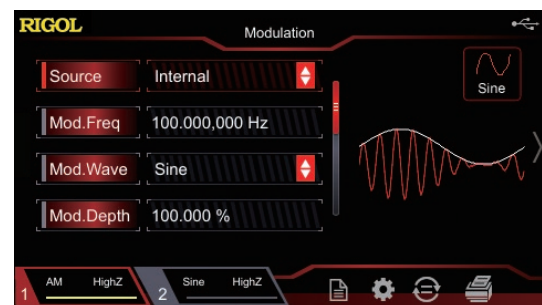 RIGOL
Modulation
Source Internal
Sine
Mod.Freq 100.000,000 Hz
Mod.Wave Sine
Mod.Depth 100.000 %
1 AM HighZ 2 Sine HighZ